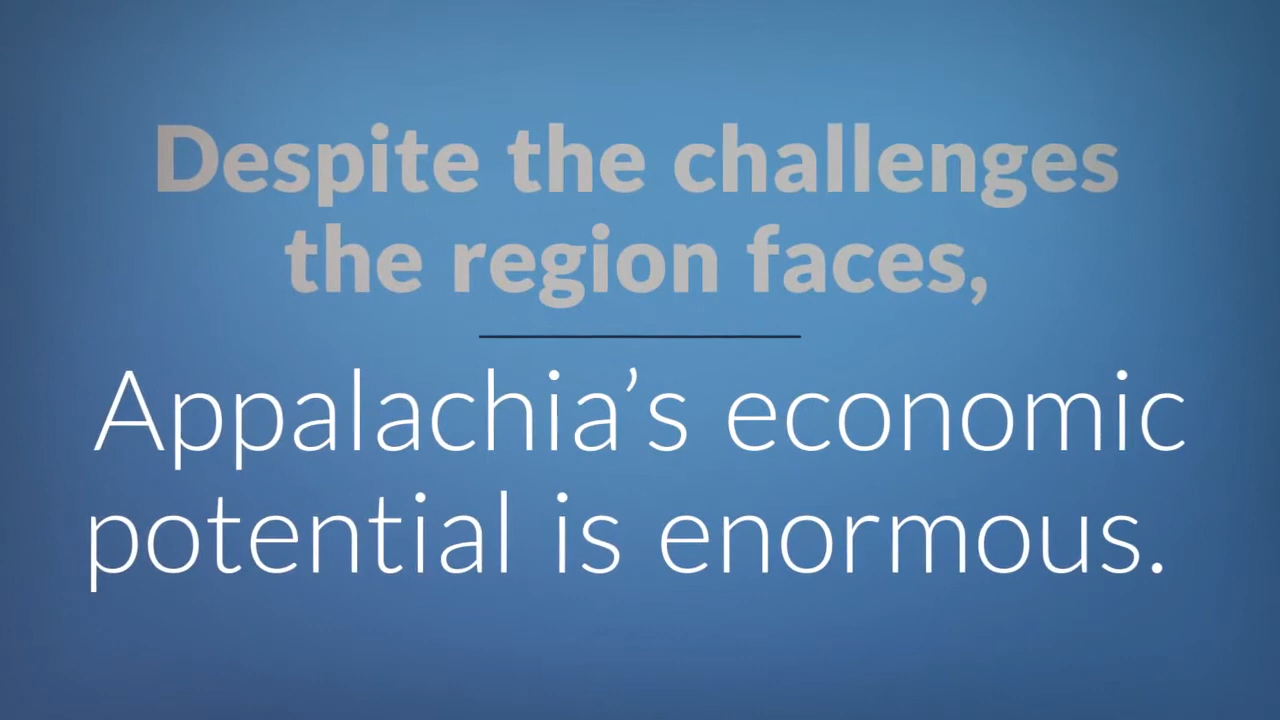 Despite the challenges
the region faces,
Appalachia’s economic
potential is enormous.